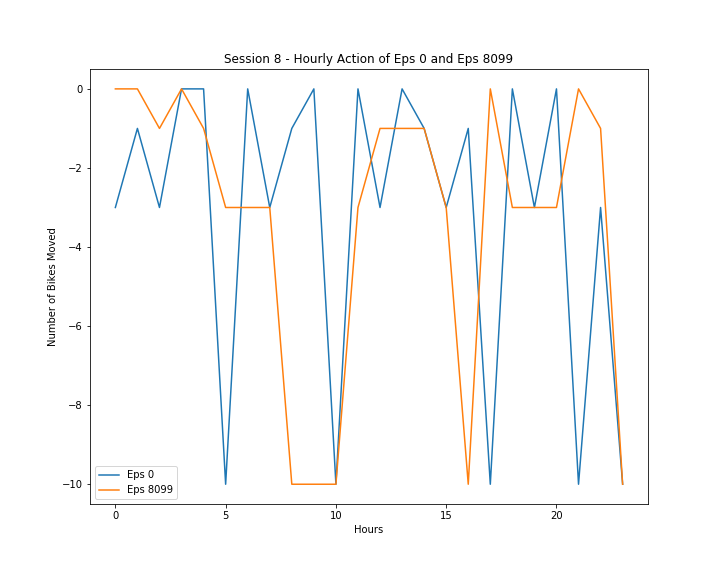 Session 8 - Hourly Action of Eps 0 and Eps 8099
Number of Bikes Moved
0
−2
−4
−6
−8
−10
Eps 0
Eps 8099
0 5 10 15 20
Hours